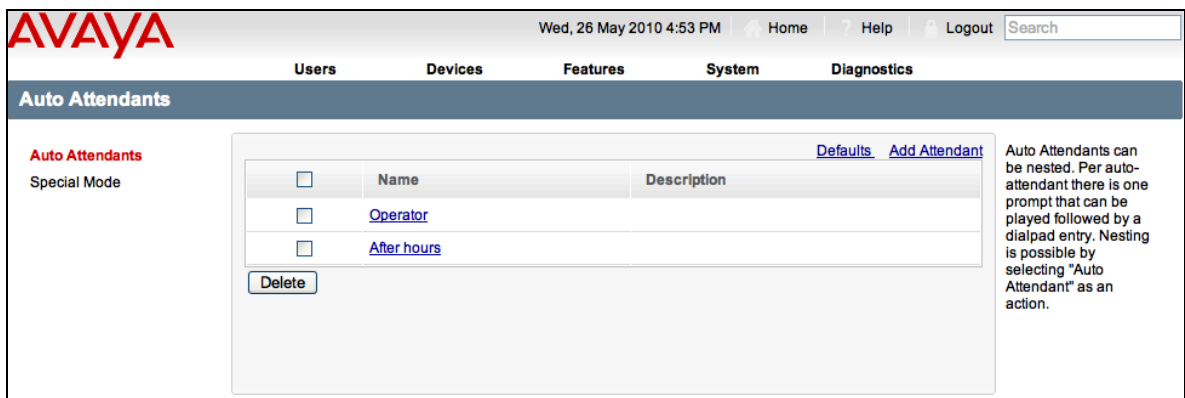 AVAYA
Wed, 26 May 2010 4:53 PM Home Help Logout Search
Users Devices Features System Diagnostics
Auto Attendants
Auto Attendants
Special Mode
Defaults Add Attendant
Name Description
Operator
After hours
Delete
Auto Attendants can
be nested. Per auto-
attendant there is one
prompt that can be
played followed by a
dialpad entry. Nesting
is possible by
selecting "Auto
Attendant" as an
action.